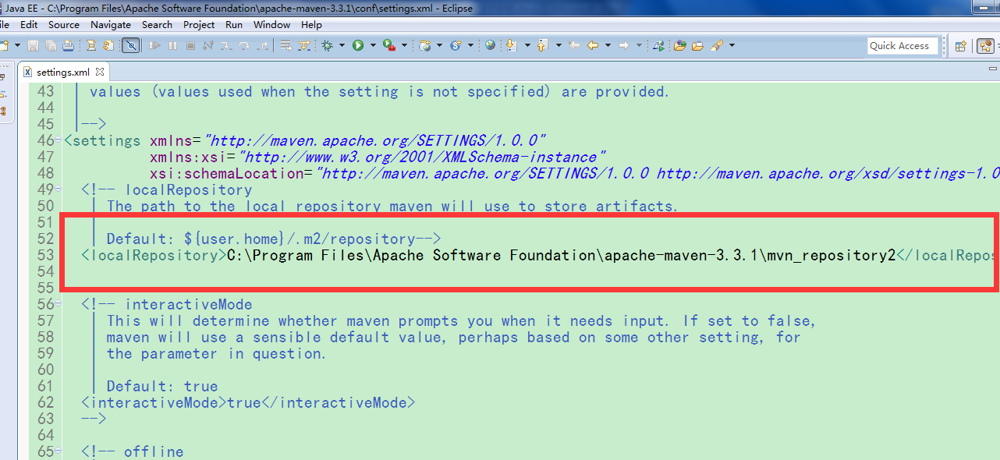 Java EE - C:\Program Files\Apache Software Foundation\apache-maven-3.3.1\conf\settings.xml - Eclipse
ile Edit Source Navigate Search Project Run Window Help
Quick Access
settings.xml
43 | values (values used when the setting is not specified) are provided.
44 |
45 |-->
46 <settings xmlns="http://maven.apache.org/SETTINGS/1.0.0"
47 xmlns:xsi="http://www.w3.org/2001/XMLSchema-instance"
48 xsi:schemaLocation="http://maven.apache.org/SETTINGS/1.0.0 http://maven.apache.org/xsd/settings-1.0
49 <!-- localRepository
50 | The path to the local repository maven will use to store artifacts.
51 |
52 | Default: ${user.home}/.m2/repository-->
53 <localRepository>C:\Program Files\Apache Software Foundation\apache-maven-3.3.1\mvn_repository2</localRepos
54
55
56 <!-- interactiveMode
57 | This will determine whether maven prompts you when it needs input. If set to false,
58 | maven will use a sensible default value, perhaps based on some other setting, for
59 | the parameter in question.
60 |
61 | Default: true
62 <interactiveMode>true</interactiveMode>
63 -->
64
65 <!-- offline